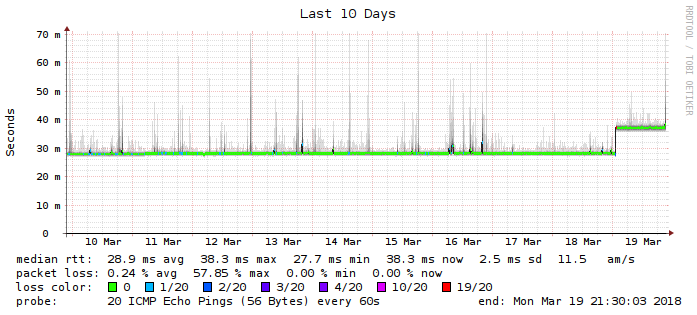 Last 10 Days
RRDTOOL / TOBI OETIKER
Seconds
70 m
60 m
50 m
40 m
30 m
20 m
10 m
0
10 Mar 11 Mar 12 Mar 13 Mar 14 Mar 15 Mar 16 Mar 17 Mar 18 Mar 19 Mar
median rtt: 28.9 ms avg 38.3 ms max 27.7 ms min 38.3 ms now 2.5 ms sd 11.5 am/s
packet loss: 0.24 % avg 57.85 % max 0.00 % min 0.00 % now
loss color: 0 1/20 2/20 3/20 4/20 10/20 19/20
probe: 20 ICMP Echo Pings (56 Bytes) every 60s end: Mon Mar 19 21:30:03 2018